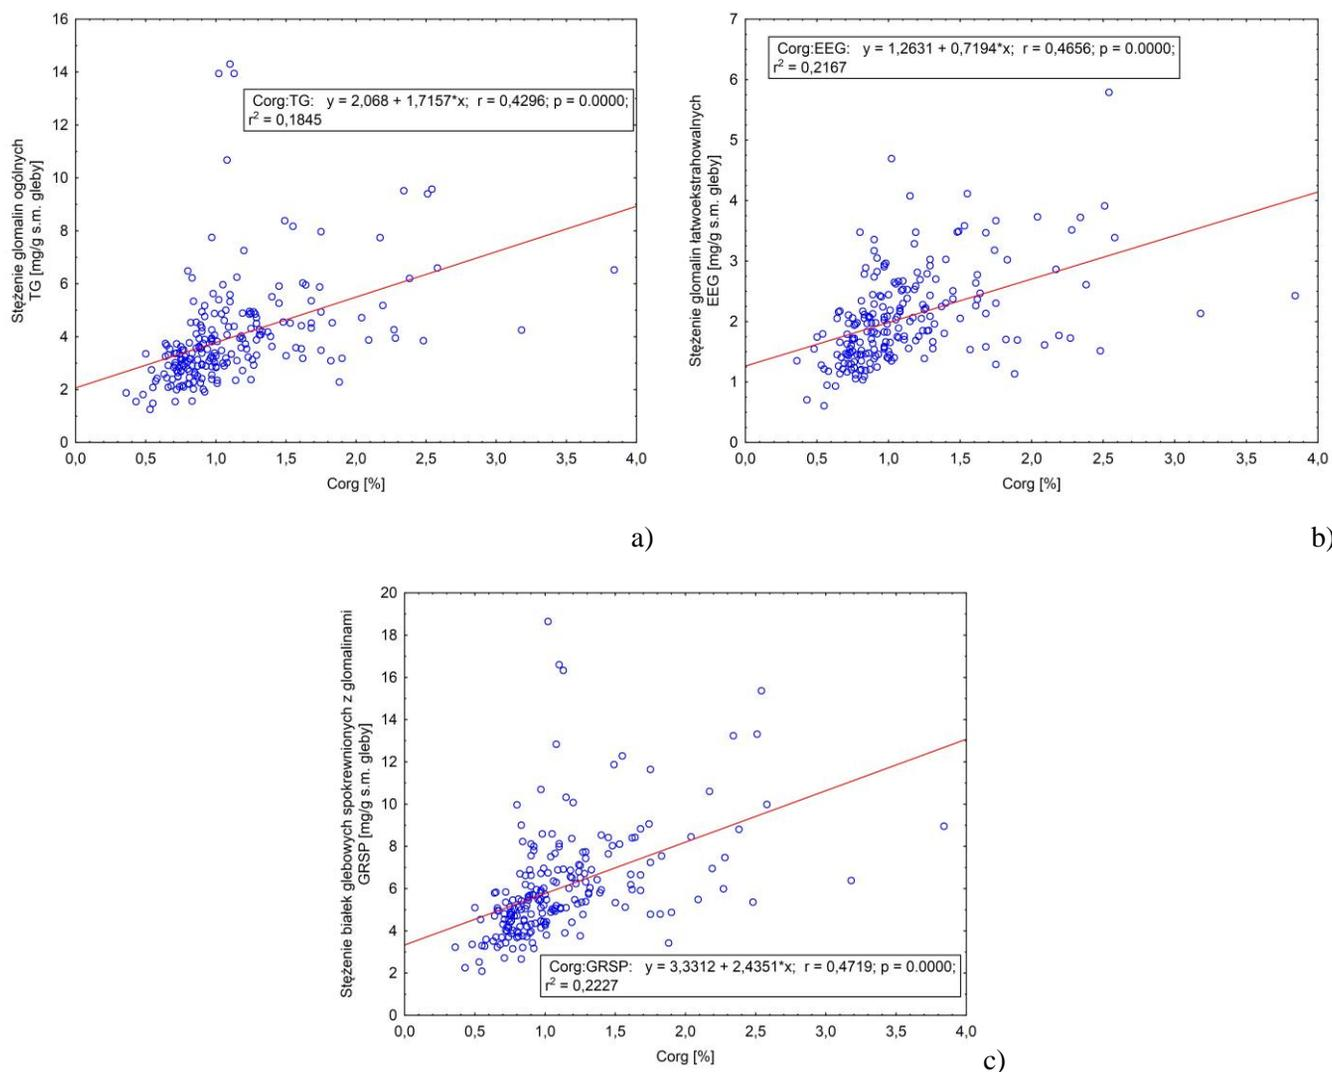 Stężenie glomalin ogólnych
TG [mg/g s.m. gleby]
16
14
12
10
8
6
4
2
0
Corg:TG: y = 2,068 + 1,7157*x; r = 0,4296; p = 0.0000;
r² = 0,1845
0,0 0,5 1,0 1,5 2,0 2,5 3,0 3,5 4,0
Corg [%]
a)
Stężenie glomalin łatwoekstrahowalnych
EEG [mg/g s.m. gleby]
7
6
5
4
3
2
1
0
Corg:EEG: y = 1,2631 + 0,7194*x; r = 0,4656; p = 0.0000;
r² = 0,2167
0,0 0,5 1,0 1,5 2,0 2,5 3,0 3,5 4,0
Corg [%]
b)
Stężenie białek glebowych spokrewnionych z glomalinami
GRSP [mg/g s.m. gleby]
20
18
16
14
12
10
8
6
4
2
0
Corg:GRSP: y = 3,3312 + 2,4351*x; r = 0,4719; p = 0.0000;
r² = 0,2227
0,0 0,5 1,0 1,5 2,0 2,5 3,0 3,5 4,0
Corg [%]
c)